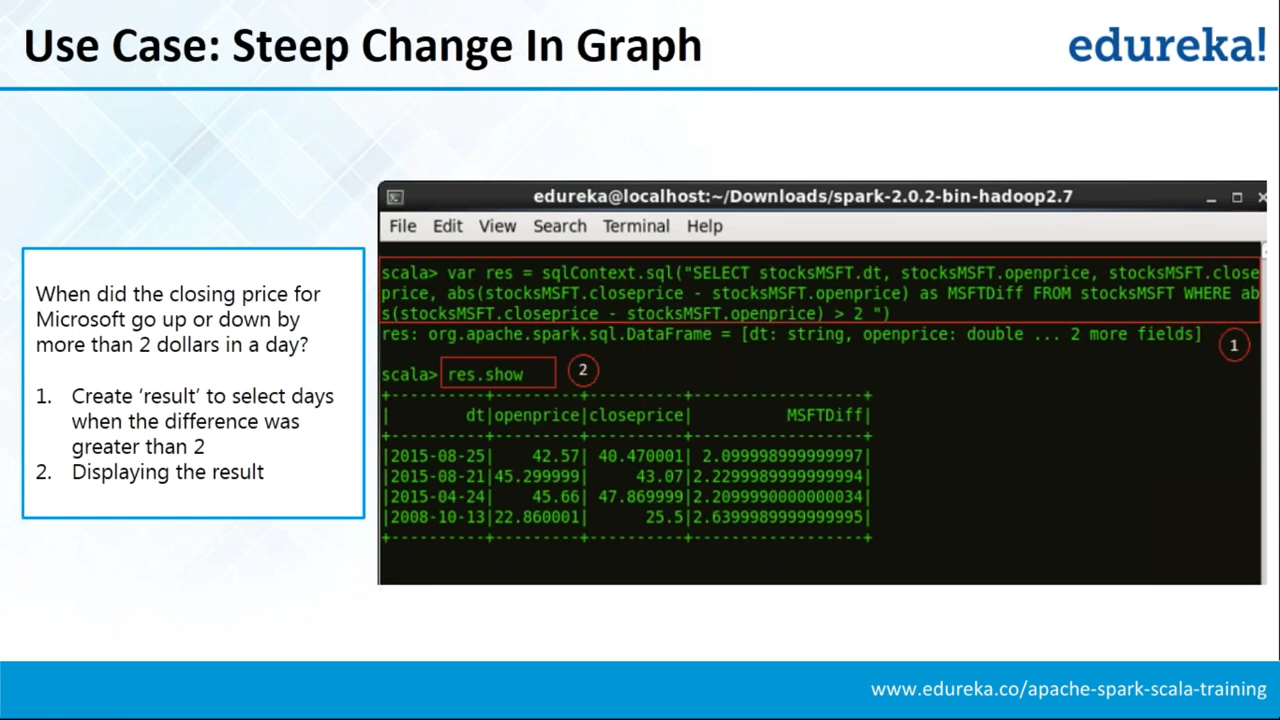 Use Case: Steep Change In Graph
edureka!
When did the closing price for
Microsoft go up or down by
more than 2 dollars in a day?
1. Create ‘result’ to select days
when the difference was
greater than 2
2. Displaying the result
edureka@localhost:~/Downloads/spark-2.0.2-bin-hadoop2.7
File Edit View Search Terminal Help
scala> var res = sqlContext.sql("SELECT stocksMSFT.dt, stocksMSFT.openprice, stocksMSFT.close
price, abs(stocksMSFT.closeprice - stocksMSFT.openprice) as MSFTDiff FROM stocksMSFT WHERE ab
s(stocksMSFT.closeprice - stocksMSFT.openprice) > 2 ")
res: org.apache.spark.sql.DataFrame = [dt: string, openprice: double ... 2 more fields]
1
scala> res.show
2
+----------+---------+----------+------------------+
|        dt|openprice|closeprice|          MSFTDiff|
+----------+---------+----------+------------------+
|2015-08-25|    42.57| 40.470001| 2.099998999999997|
|2015-08-21|45.299999|     43.07|2.2299989999999994|
|2015-04-24|    45.66| 47.869999|2.2099990000000034|
|2008-10-13|22.860001|      25.5|2.6399989999999995|
+----------+---------+----------+------------------+
www.edureka.co/apache-spark-scala-training